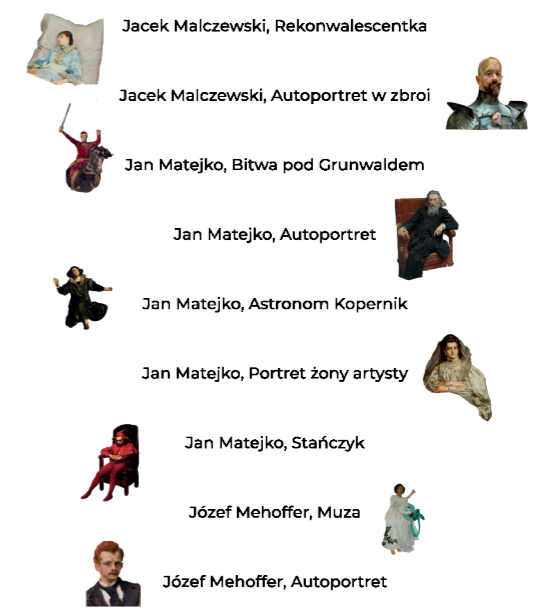 Jacek Malczewski, Rekonwalescentka
Jacek Malczewski, Autoportret w zbroi
Jan Matejko, Bitwa pod Grunwaldem
Jan Matejko, Autoportret
Jan Matejko, Astronom Kopernik
Jan Matejko, Portret żony artysty
Jan Matejko, Stańczyk
Józef Mehoffer, Muza
Józef Mehoffer, Autoportret